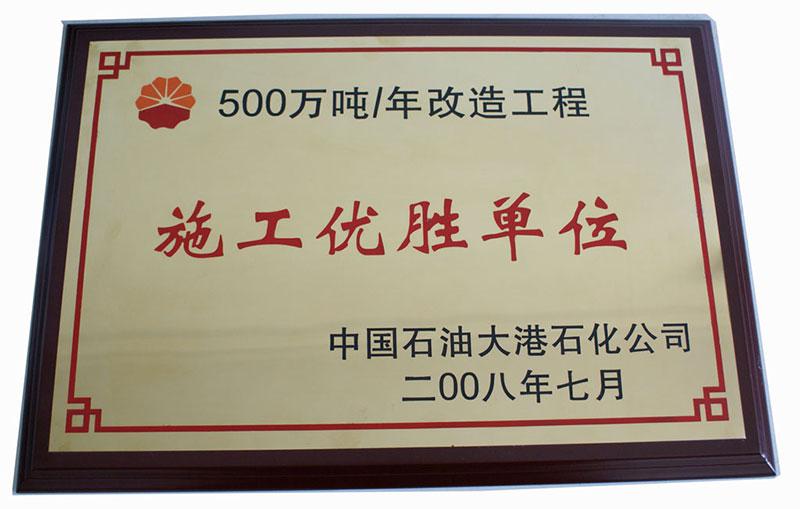 500万吨/年改造工程
施工优胜单位
中国石油大港石化公司
二00八年七月